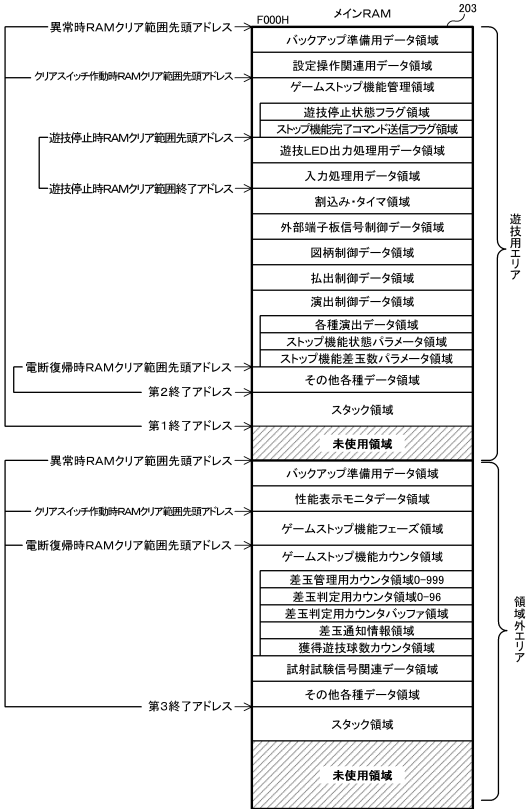 メインRAM
203
F000H
異常時RAMクリア範囲先頭アドレス
バックアップ準備用データ領域
設定操作関連用データ領域
クリアスイッチ作動時RAMクリア範囲先頭アドレス
ゲームストップ機能管理領域
遊技停止状態フラグ領域
ストップ機能完了コマンド送信フラグ領域
遊技停止時RAMクリア範囲先頭アドレス
遊技LED出力処理用データ領域
入力処理用データ領域
遊技停止時RAMクリア範囲終了アドレス
割込み・タイマ領域
外部端子板信号制御データ領域
遊技用エリア
図柄制御データ領域
払出制御データ領域
演出制御データ領域
各種演出データ領域
ストップ機能状態パラメータ領域
ストップ機能差玉数パラメータ領域
電断復帰時RAMクリア範囲先頭アドレス
その他各種データ領域
第2終了アドレス
スタック領域
第1終了アドレス
未使用領域
異常時RAMクリア範囲先頭アドレス
バックアップ準備用データ領域
性能表示モニタデータ領域
クリアスイッチ作動時RAMクリア範囲先頭アドレス
ゲームストップ機能フェーズ領域
電断復帰時RAMクリア範囲先頭アドレス
ゲームストップ機能カウンタ領域
差玉管理用カウンタ領域0-999
差玉判定用カウンタ領域0-96
差玉判定用カウンタバッファ領域
差玉通知情報領域
獲得遊技球数カウンタ領域
領域外エリア
試射試験信号関連データ領域
その他各種データ領域
第3終了アドレス
スタック領域
未使用領域